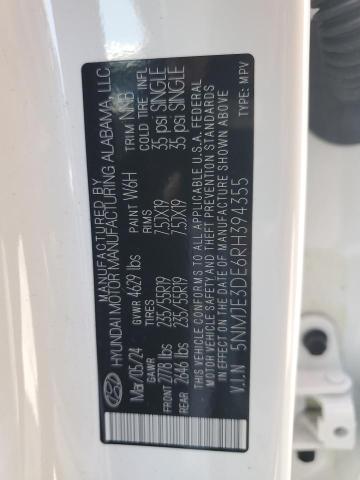 HYUNDAI MOTOR MANUFACTURING ALABAMA, LLC.
Mar/05/24 GVWR 4629 lbs PAINT W6H TRIM NNB
GAWR TIRES RIMS COLD TIRE INFL
FRONT 2778 lbs 235/55R19 7.5JX19 35 psi SINGLE
REAR 2646 lbs 235/55R19 7.5JX19 35 psi SINGLE
THIS VEHICLE CONFORMS TO ALL APPLICABLE U.S.A. FEDERAL
MOTOR VEHICLE SAFETY AND THEFT PREVENTION STANDARDS
IN EFFECT ON THE DATE OF MANUFACTURE SHOWN ABOVE.
V.I.N 5NMJE3DE6RH394355 TYPE MPV